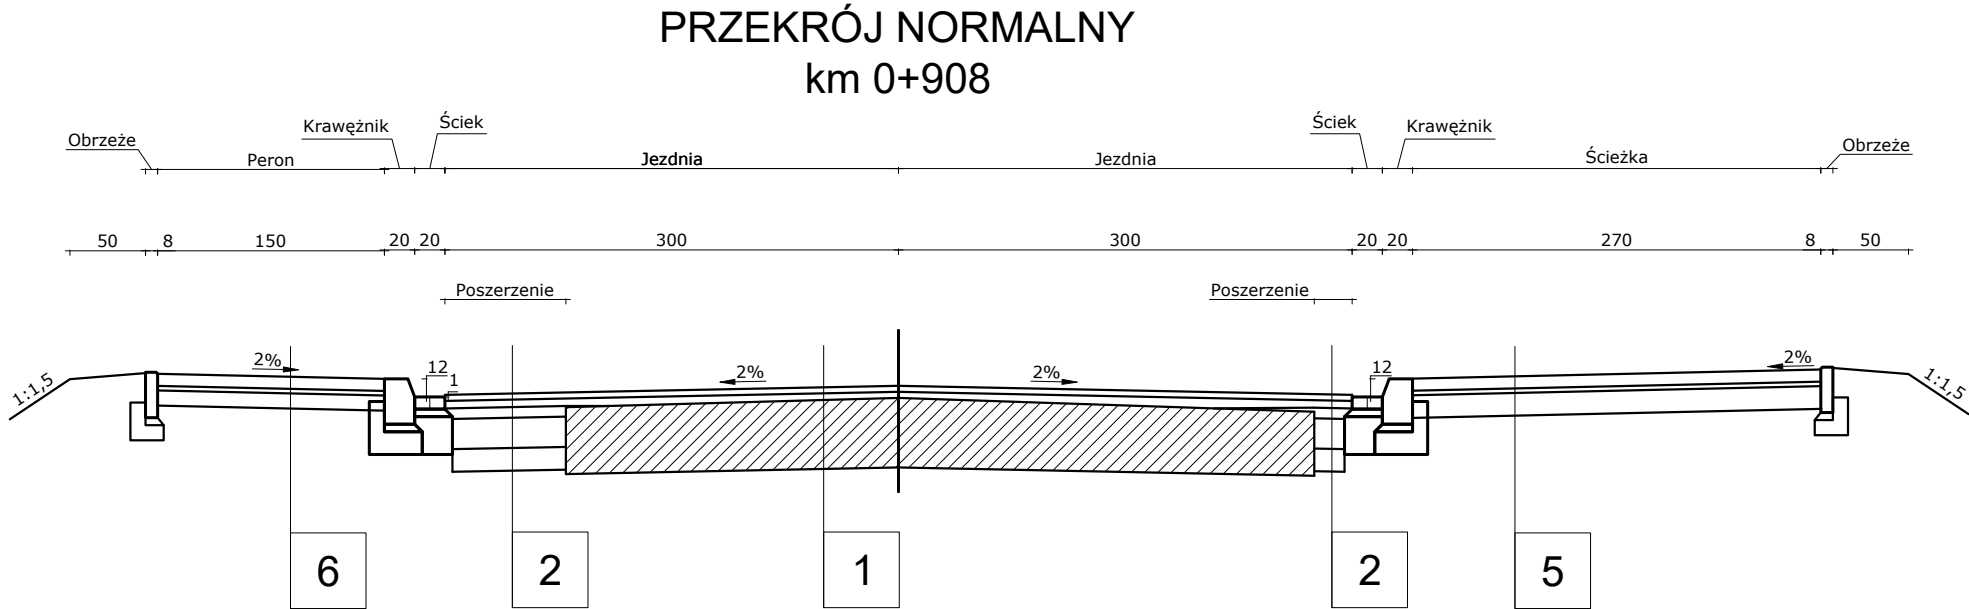 PRZEKRÓJ NORMALNY
km 0+908
Obrzeże Peron Krawężnik Ściek Jezdnia Jezdnia Ściek Krawężnik Ścieżka Obrzeże
50 8 150 20 20 300 300 20 20 270 8 50
Poszerzenie Poszerzenie
1:1,5 2% 12 1 2% 2% 12 2% 1:1,5
6 2 1 2 5